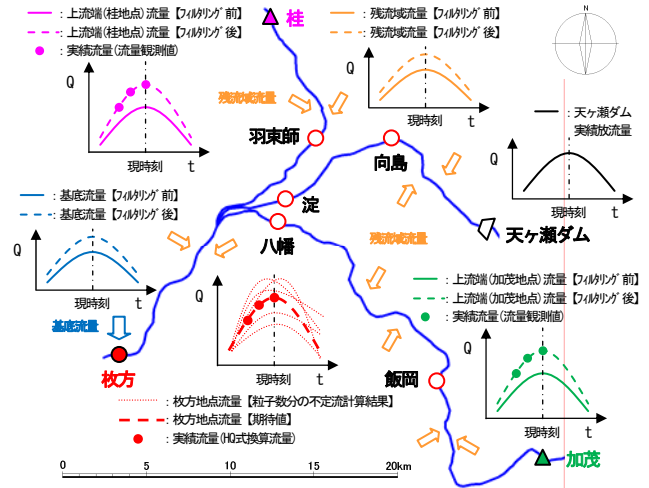 : 上流端(桂地点)流量【フィルタリング前】
: 上流端(桂地点)流量【フィルタリング後】
: 実績流量(流量観測値)
桂
: 残流域流量【フィルタリング前】
: 残流域流量【フィルタリング後】
N
Q
現時刻
t
残流域流量
羽束師
Q
現時刻
t
向島
: 天ヶ瀬ダム
実績放流量
Q
現時刻
t
: 基底流量【フィルタリング前】
: 基底流量【フィルタリング後】
淀
八幡
残流域流量
天ヶ瀬ダム
Q
現時刻
t
基底流量
枚方
Q
現時刻
t
: 上流端(加茂地点)流量【フィルタリング前】
: 上流端(加茂地点)流量【フィルタリング後】
: 実績流量(流量観測値)
飯岡
Q
現時刻
t
加茂
: 枚方地点流量【粒子数分の不定流計算結果】
: 枚方地点流量【期待値】
: 実績流量(HQ式換算流量)
0
5
10
15
20km